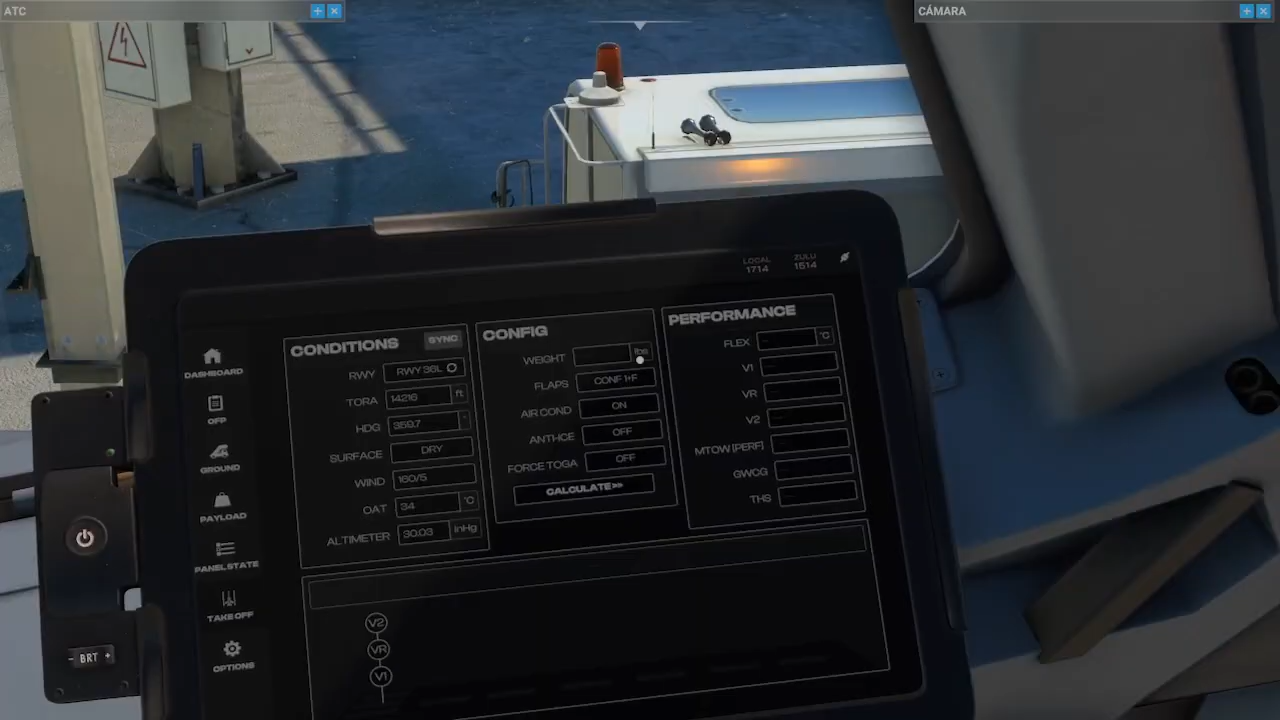 ATC
CÁMARA
LOCAL
1714
ZULU
1514
DASHBOARD
OFP
GROUND
PAYLOAD
PANEL STATE
TAKE OFF
OPTIONS
CONDITIONS
SYNC
RWY RWY 36L
TORA 14216 ft
HDG 359.7 °
SURFACE DRY
WIND 160/5
OAT 34 °C
ALTIMETER 30.03 inHg
CONFIG
WEIGHT lbs
FLAPS CONF 1+F
AIR COND ON
ANTI-ICE OFF
FORCE TOGA OFF
CALCULATE>>
PERFORMANCE
FLEX °C
V1
VR
V2
MTOW [PERF]
GWCG
THS
V2
VR
V1
- BRT +